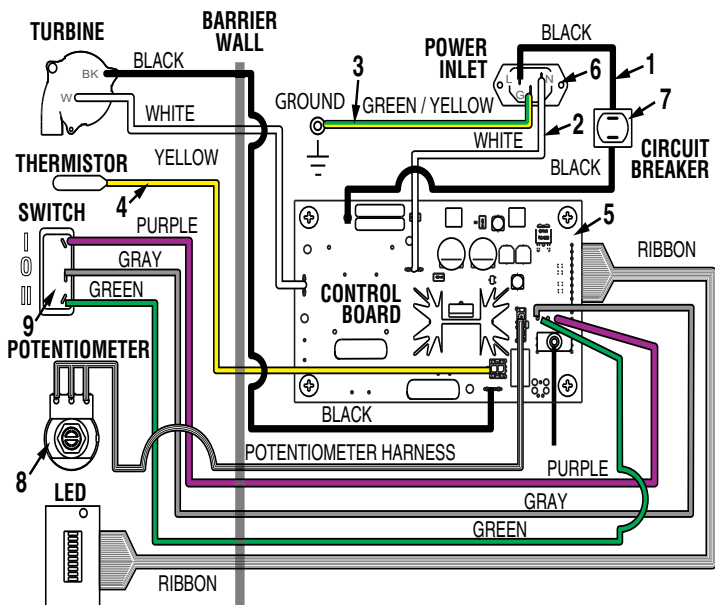 TURBINE
BARRIER
WALL
BLACK
BK
W
WHITE
POWER
INLET
BLACK
L
N
G
6
1
7
3
GROUND
GREEN / YELLOW
WHITE
2
CIRCUIT
BREAKER
BLACK
THERMISTOR
YELLOW
4
5
SWITCH
I O II
PURPLE
GRAY
GREEN
9
RIBBON
CONTROL
BOARD
POTENTIOMETER
8
BLACK
POTENTIOMETER HARNESS
PURPLE
GRAY
GREEN
LED
RIBBON